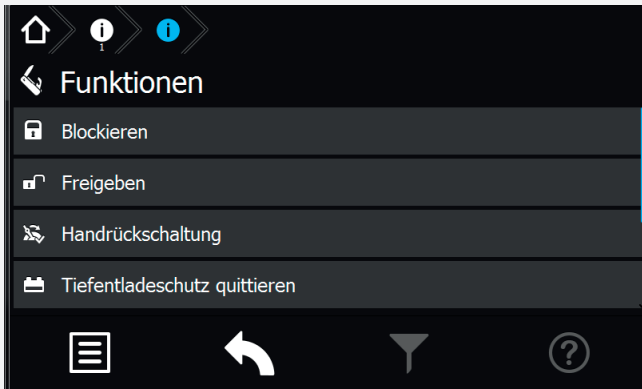 1
Funktionen
Blockieren
Freigeben
Handrückschaltung
Tiefentladeschutz quittieren